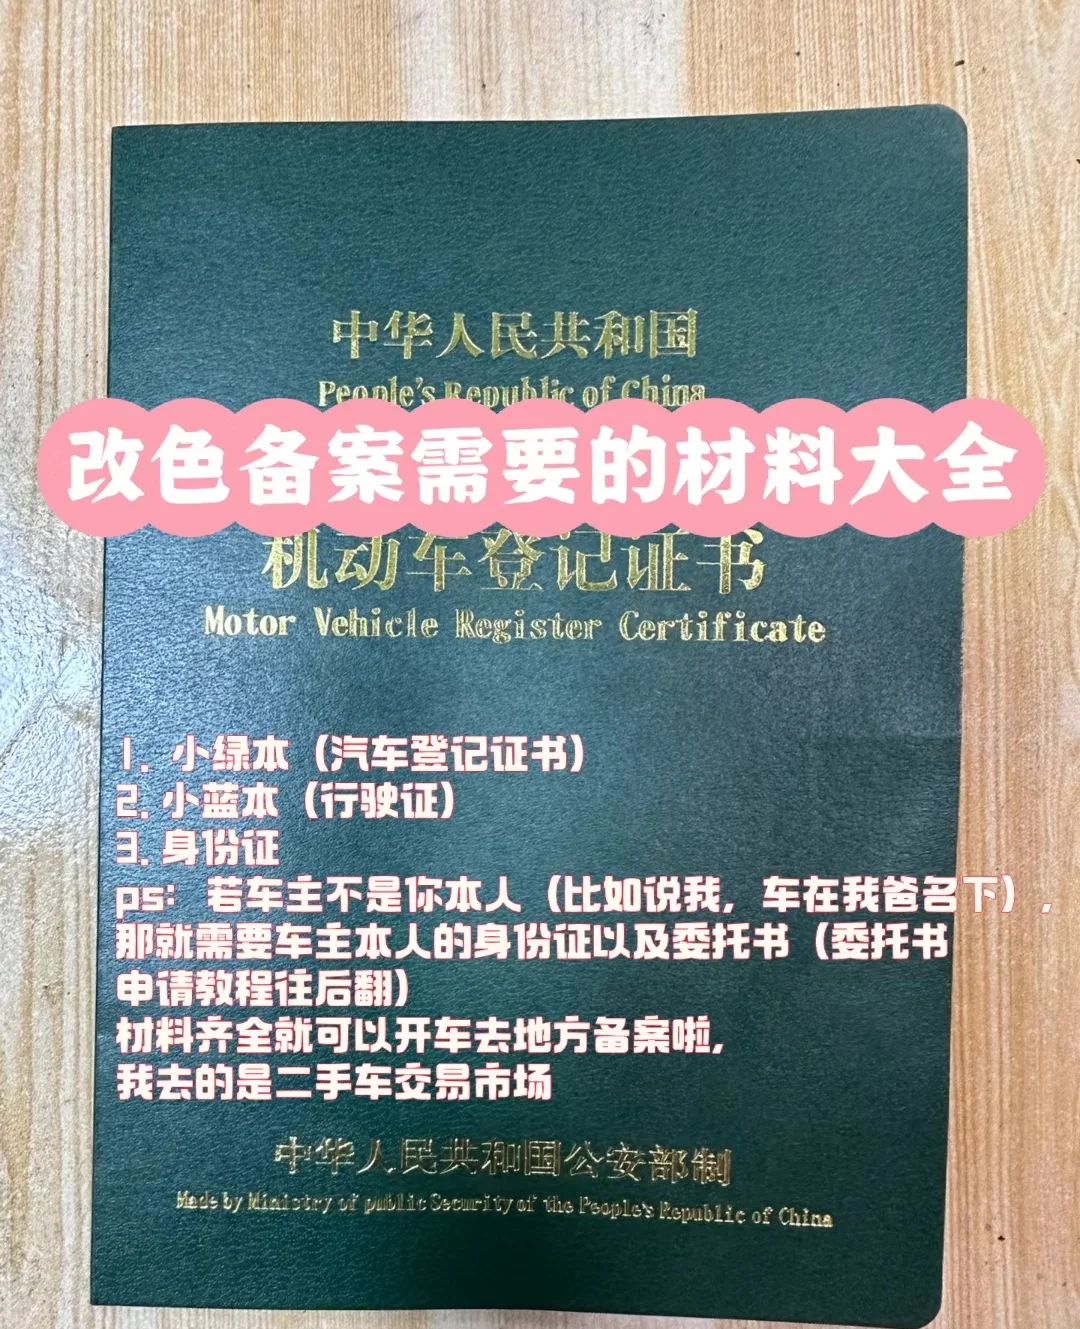 中华人民共和国
People's Republic of China
改色备案需要的材料大全
机动车登记证书
Motor Vehicle Register Certificate
1. 小绿本（汽车登记证书）
2. 小蓝本（行驶证）
3. 身份证
ps: 若车主不是你本人（比如说我，车在我爸名下），
那就需要车主本人的身份证以及委托书（委托书
申请教程往后翻）
材料齐全就可以开车去地方备案啦，
我去的是二手车交易市场
中华人民共和国公安部制
Made by Ministry of public Security of the People's Republic of China